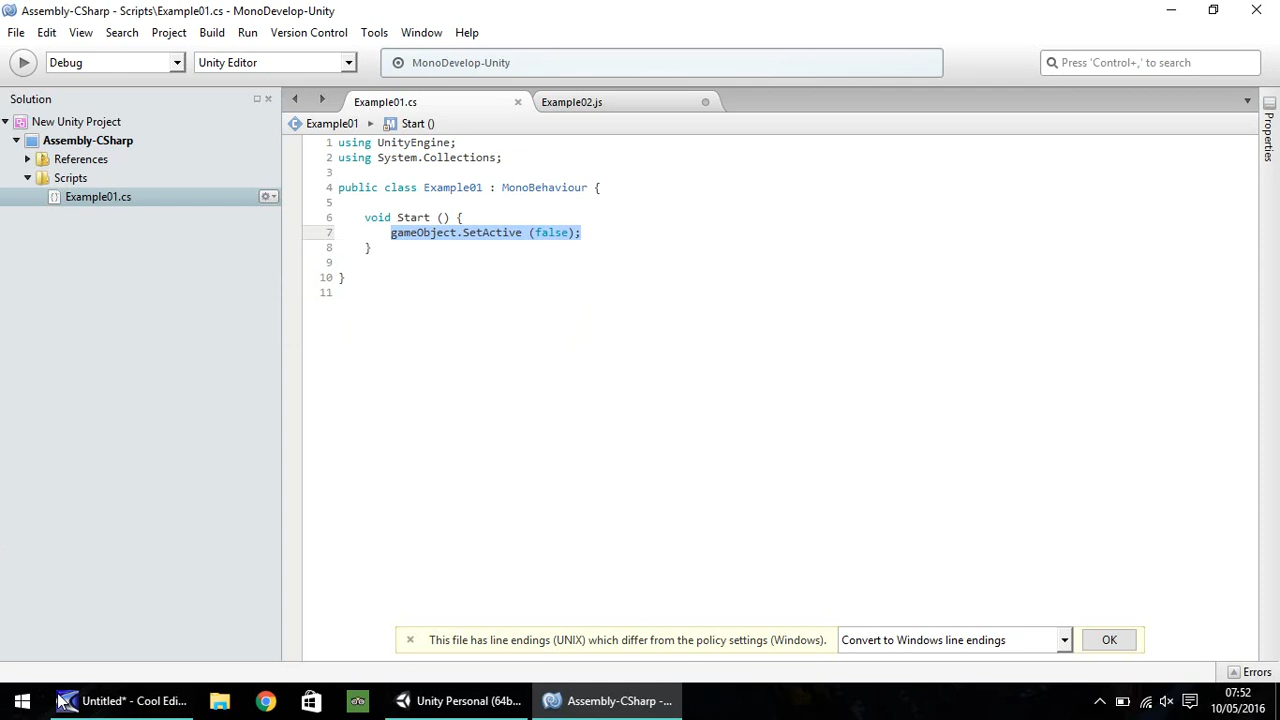 Assembly-CSharp - Scripts\Example01.cs - MonoDevelop-Unity
File Edit View Search Project Build Run Version Control Tools Window Help
Debug Unity Editor MonoDevelop-Unity Press 'Control+,' to search
Solution
New Unity Project
Assembly-CSharp
References
Scripts
Example01.cs
Example01.cs Example02.js
Example01 Start ()
1 using UnityEngine;
2 using System.Collections;
3
4 public class Example01 : MonoBehaviour {
5
6 void Start () {
7 gameObject.SetActive (false);
8 }
9
10 }
11
Properties
This file has line endings (UNIX) which differ from the policy settings (Windows). Convert to Windows line endings OK
Errors
Untitled* - Cool Edi... Unity Personal (64b... Assembly-CSharp -...
07:52
10/05/2016